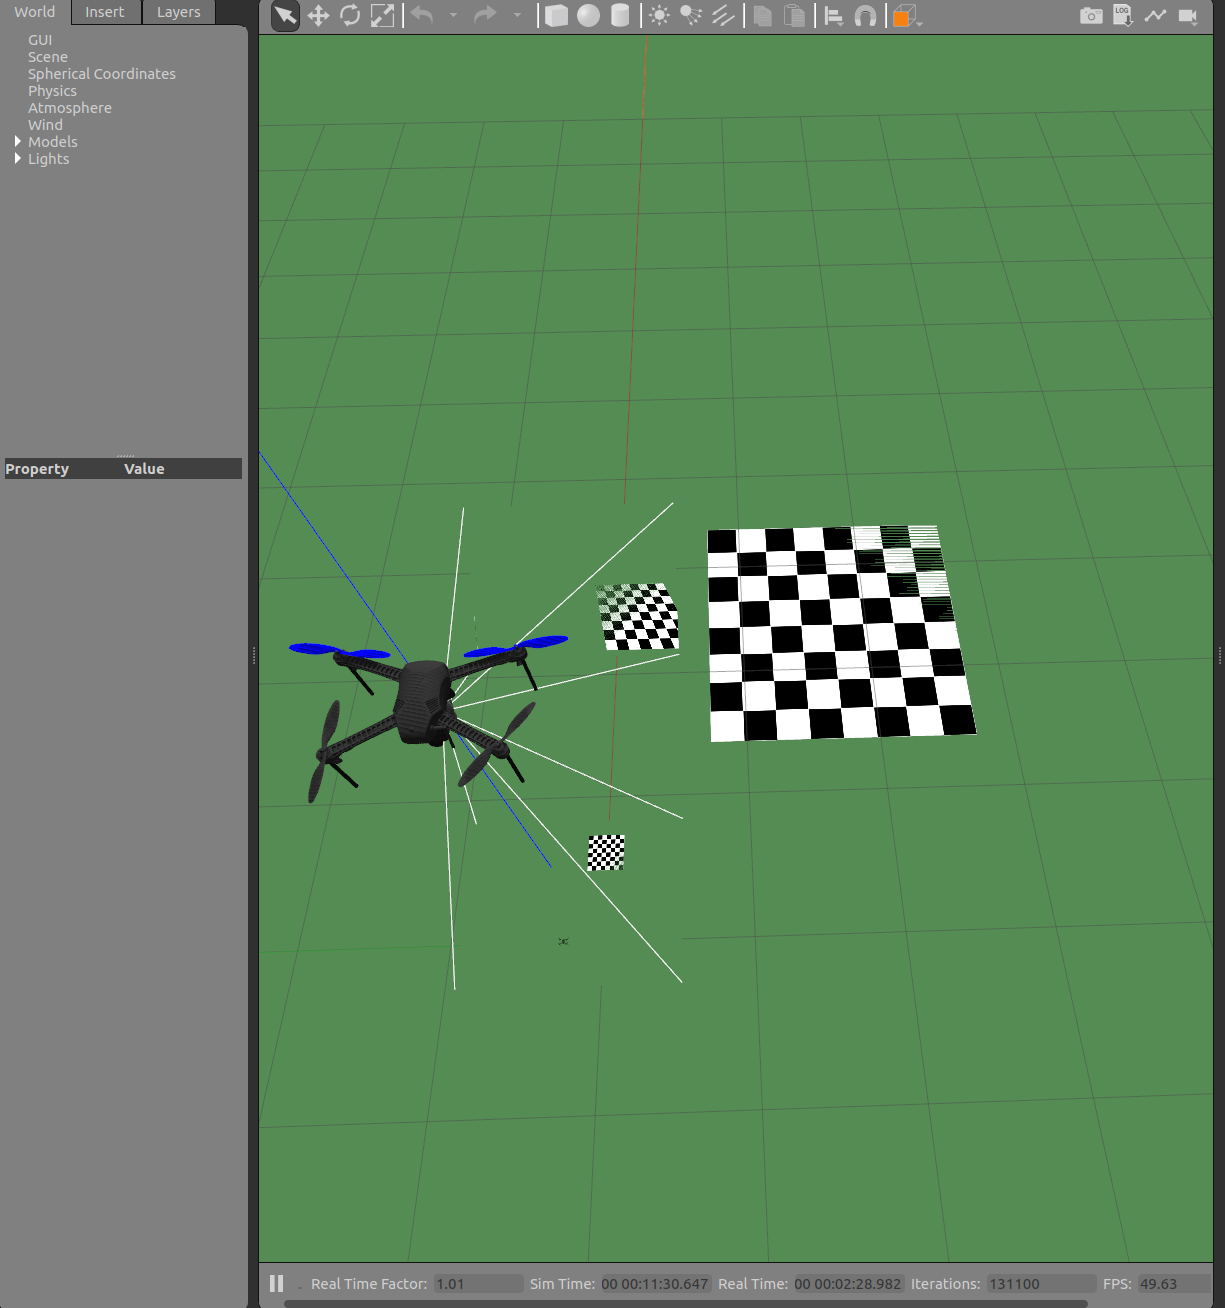 World Insert Layers
GUI
Scene
Spherical Coordinates
Physics
Atmosphere
Wind
Models
Lights
Property Value
LOG
Real Time Factor: 1.01 Sim Time: 00 00:11:30.647 Real Time: 00 00:02:28.982 Iterations: 131100 FPS: 49.63